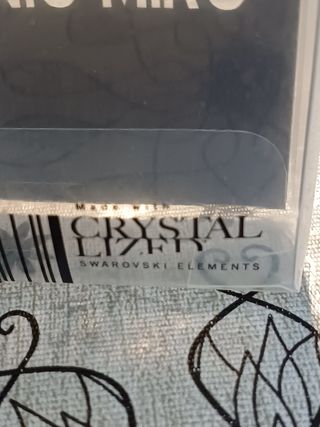 Made with
CRYSTAL
LIZED
SWAROVSKI ELEMENTS